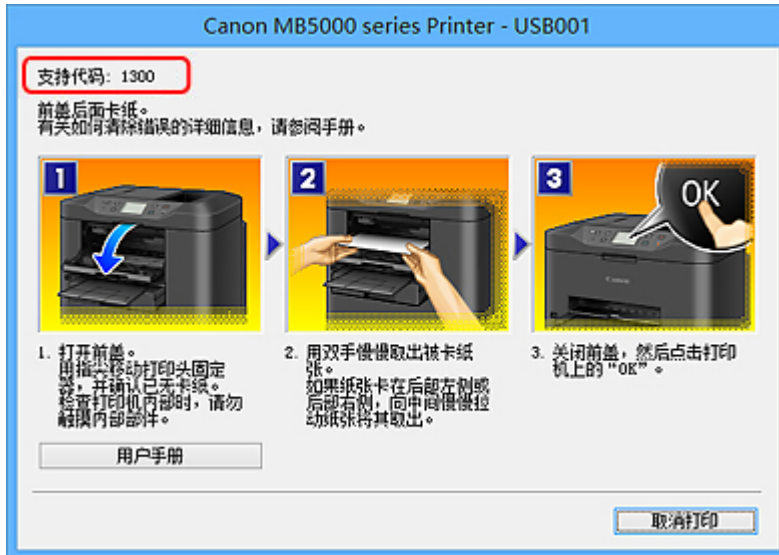 Canon MB5000 series Printer - USB001
支持代码: 1300
前盖后面卡纸。
有关如何清除错误的详细信息，请参阅手册。
1
2
3
OK
Canon
1. 打开前盖。
用指尖移动打印头固定
器，并确认已无卡纸。
检查打印机内部时，请勿
触摸内部部件。
2. 用双手慢慢取出被卡纸
张。
如果纸张卡在后部左侧或
后部右侧，向中间慢慢拉
动纸张将其取出。
3. 关闭前盖，然后点击打印
机上的“OK”。
用户手册
取消打印